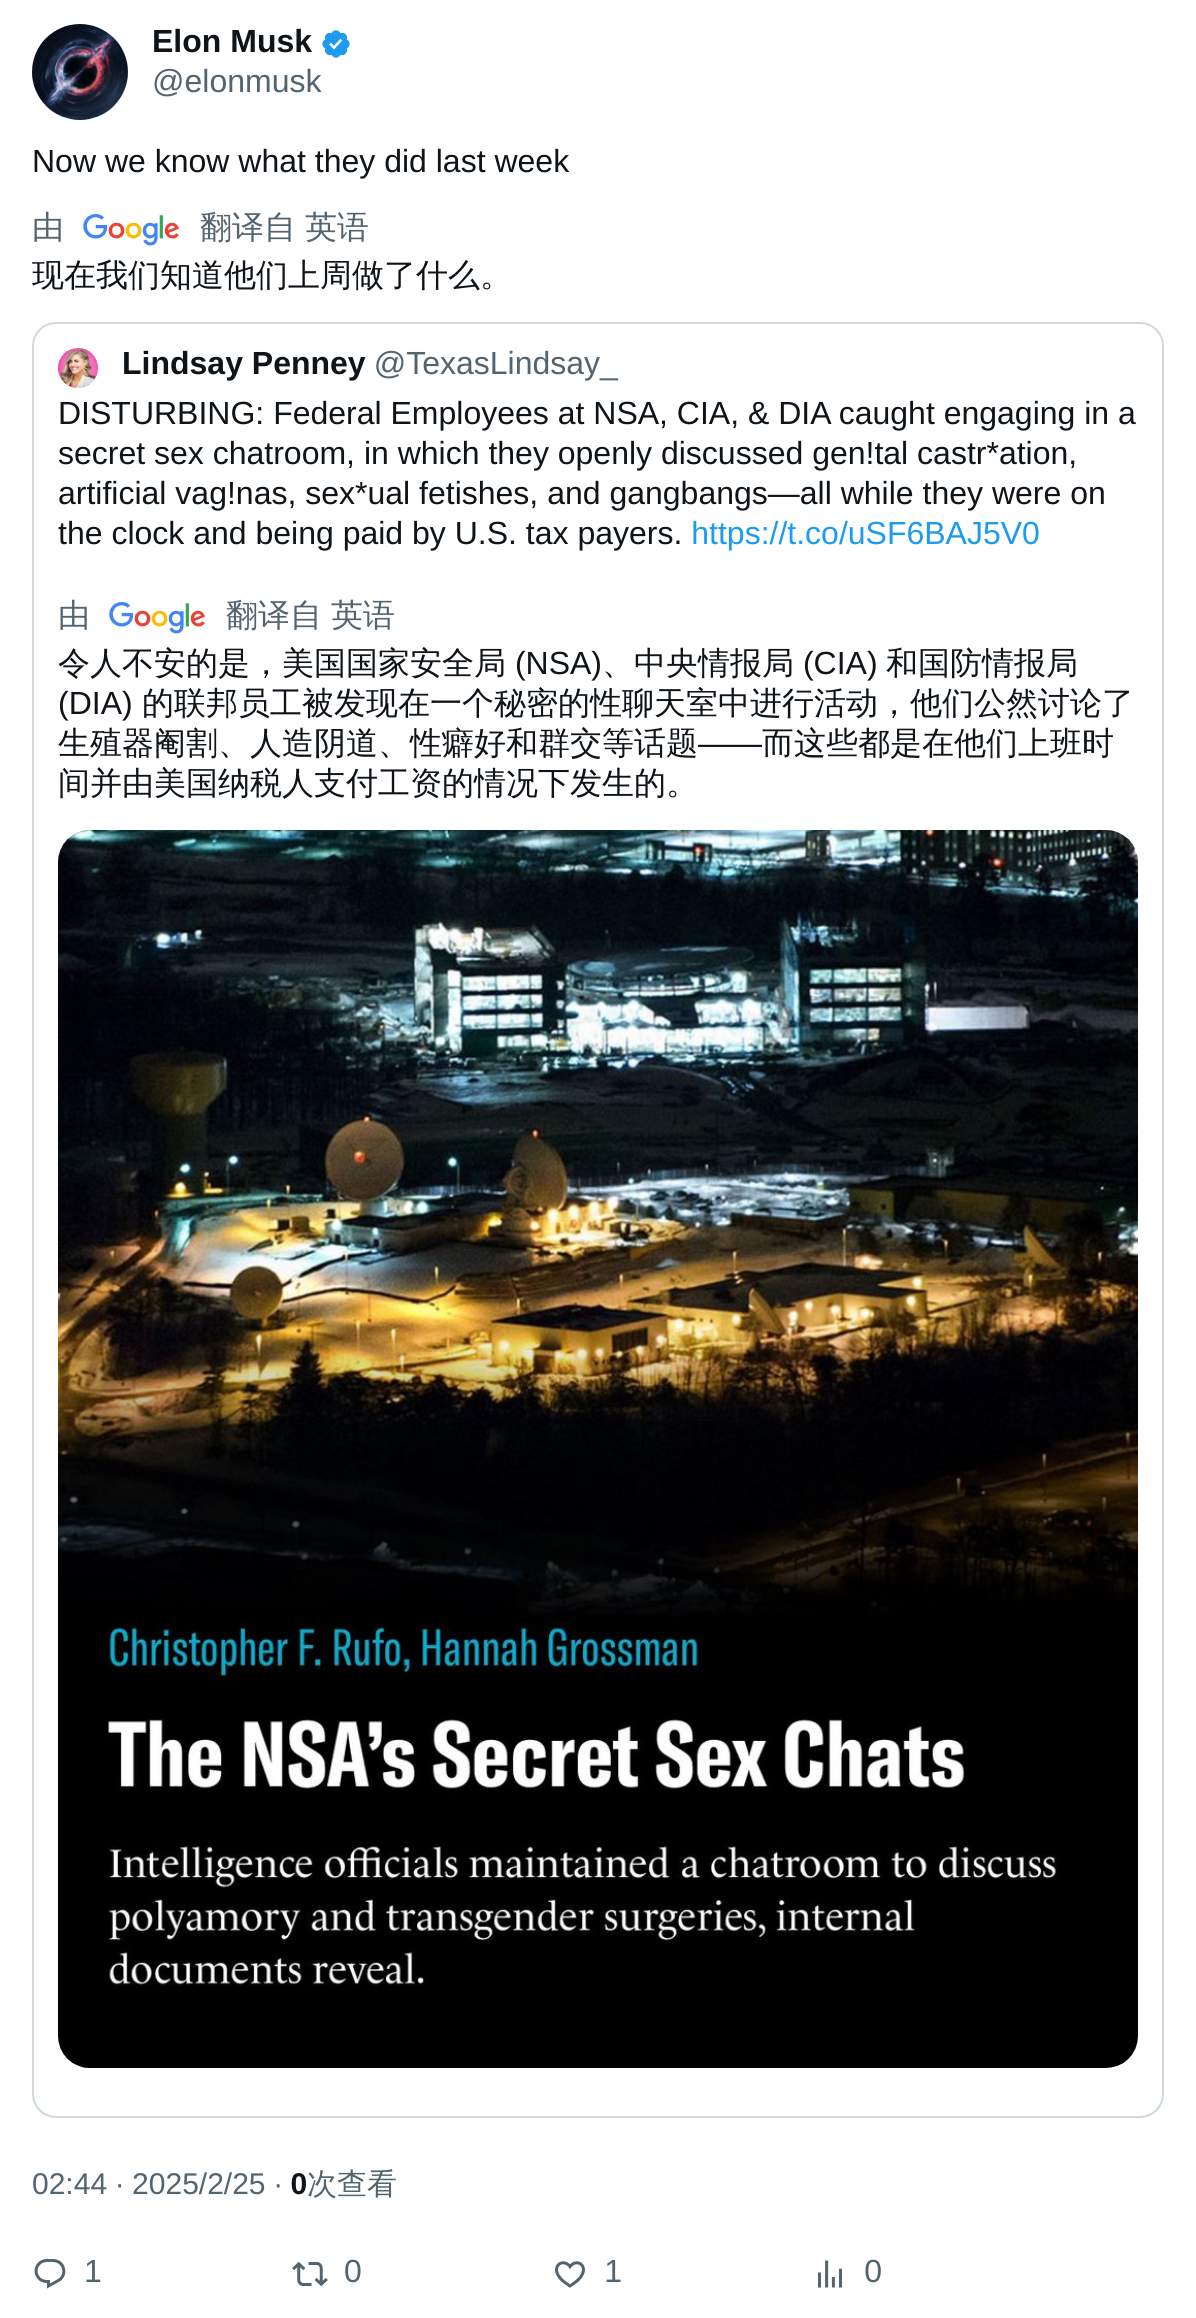 Elon Musk
@elonmusk
Now we know what they did last week
由 Google 翻译自 英语
现在我们知道他们上周做了什么。
Lindsay Penney @TexasLindsay_
DISTURBING: Federal Employees at NSA, CIA, & DIA caught engaging in a
secret sex chatroom, in which they openly discussed gen!tal castr*ation,
artificial vag!nas, sex*ual fetishes, and gangbangs—all while they were on
the clock and being paid by U.S. tax payers. https://t.co/uSF6BAJ5V0
由 Google 翻译自 英语
令人不安的是，美国国家安全局 (NSA)、中央情报局 (CIA) 和国防情报局
(DIA) 的联邦员工被发现在一个秘密的性聊天室中进行活动，他们公然讨论了
生殖器阉割、人造阴道、性癖好和群交等话题——而这些都是在他们上班时
间并由美国纳税人支付工资的情况下发生的。
Christopher F. Rufo, Hannah Grossman
The NSA’s Secret Sex Chats
Intelligence officials maintained a chatroom to discuss
polyamory and transgender surgeries, internal
documents reveal.
02:44 · 2025/2/25 · 0次查看
1 0 1 0